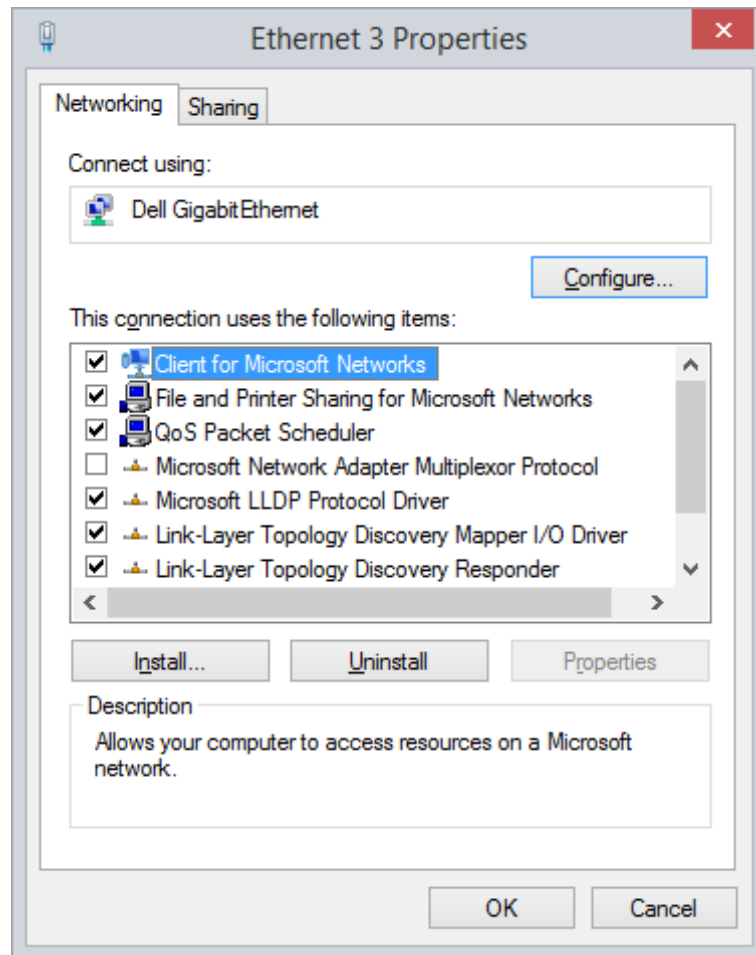 Ethernet 3 Properties
Networking
Sharing
Connect using:
Dell GigabitEthernet
Configure...
This connection uses the following items:
Client for Microsoft Networks
File and Printer Sharing for Microsoft Networks
QoS Packet Scheduler
Microsoft Network Adapter Multiplexor Protocol
Microsoft LLDP Protocol Driver
Link-Layer Topology Discovery Mapper I/O Driver
Link-Layer Topology Discovery Responder
Install...
Uninstall
Properties
Description
Allows your computer to access resources on a Microsoft
network.
OK
Cancel